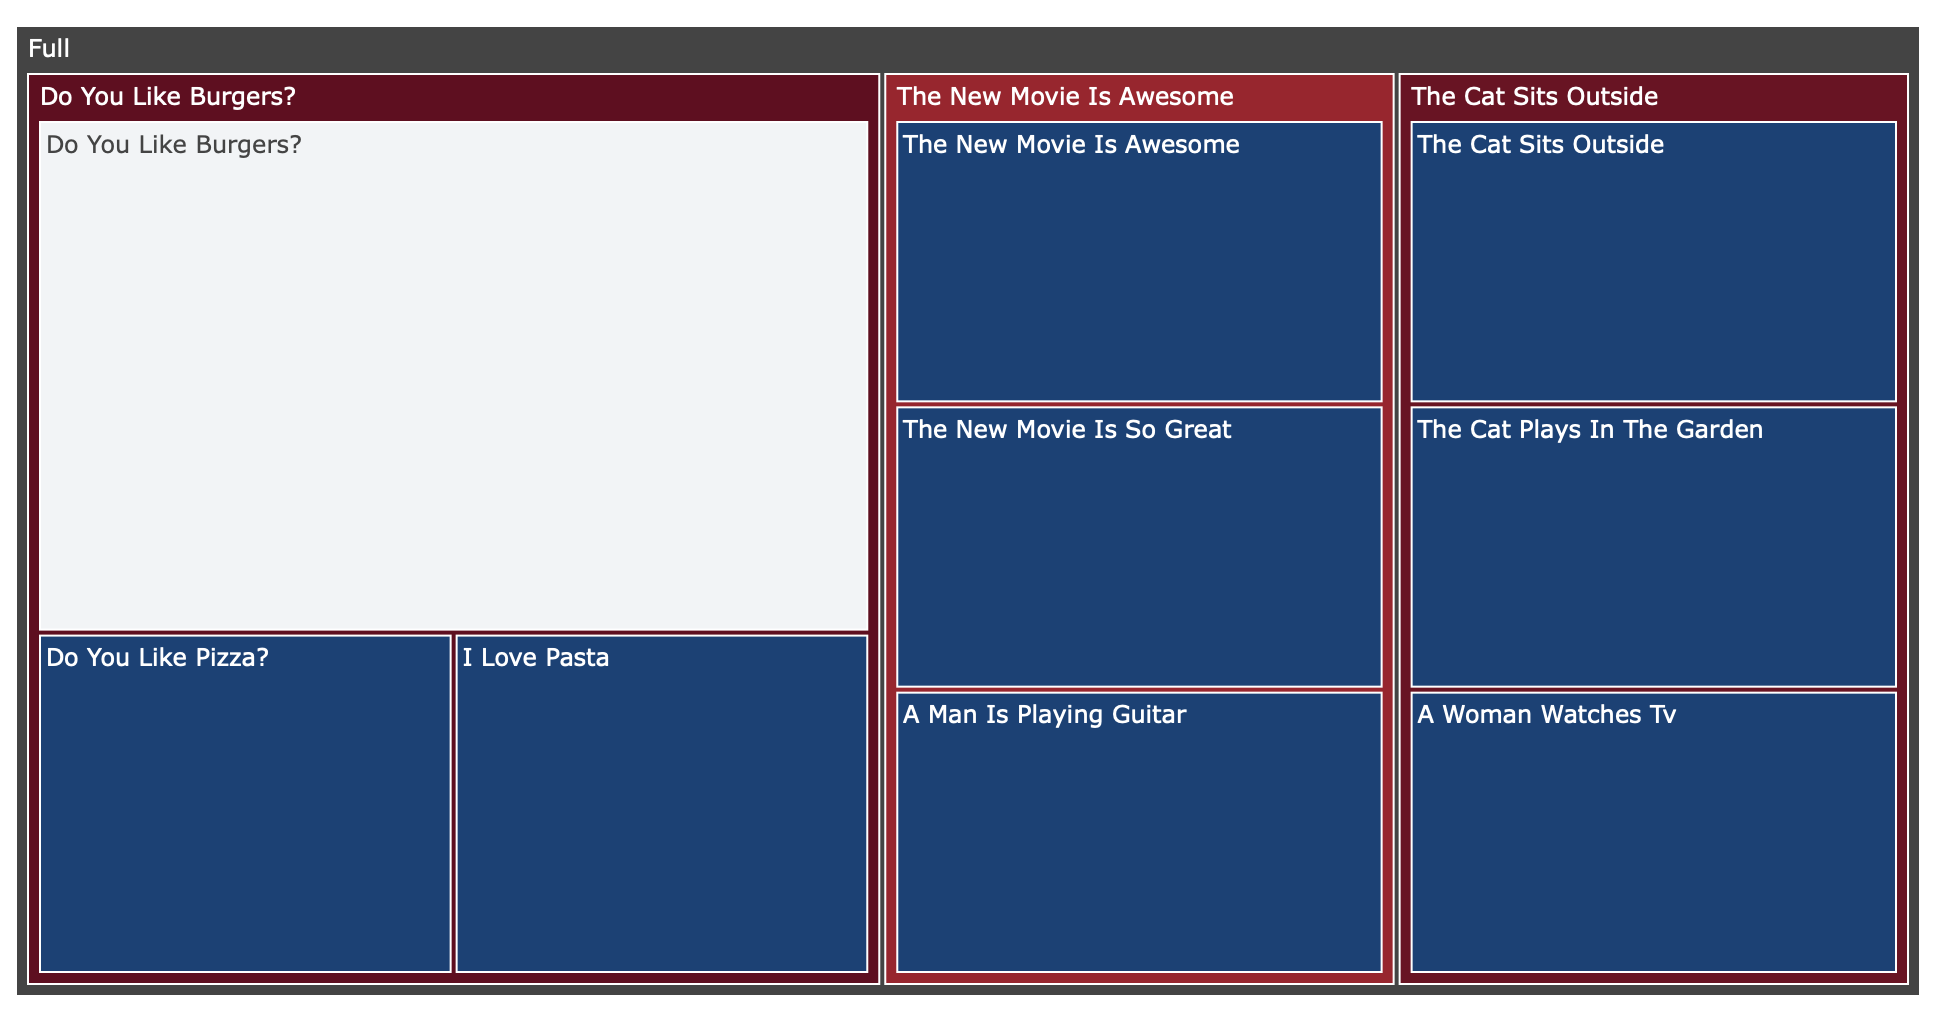 Full
Do You Like Burgers?
Do You Like Burgers?
Do You Like Pizza?
I Love Pasta
The New Movie Is Awesome
The New Movie Is Awesome
The New Movie Is So Great
A Man Is Playing Guitar
The Cat Sits Outside
The Cat Sits Outside
The Cat Plays In The Garden
A Woman Watches Tv